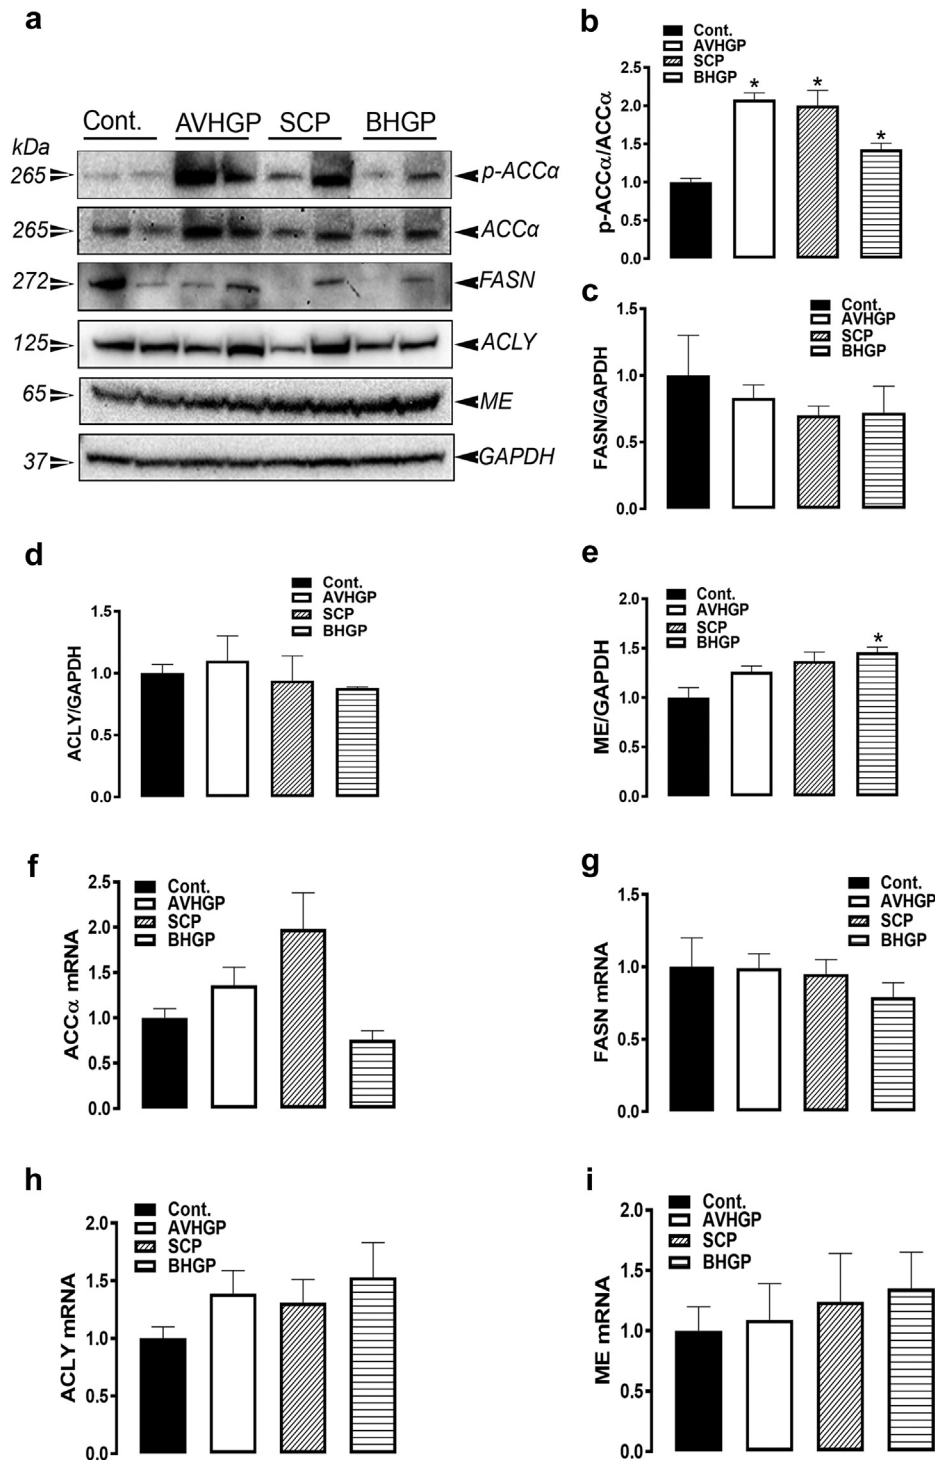 a
Cont. AVHGP SCP BHGP
kDa
265 p-ACCα
265 ACCα
272 FASN
125 ACLY
65 ME
37 GAPDH
b
Cont.
AVHGP
SCP
BHGP
p-ACCα/ACCα
2.5
2.0
1.5
1.0
0.5
0.0
* * *
c
Cont.
AVHGP
SCP
BHGP
FASN/GAPDH
1.5
1.0
0.5
0.0
d
Cont.
AVHGP
SCP
BHGP
ACLY/GAPDH
1.5
1.0
0.5
0.0
e
Cont.
AVHGP
SCP
BHGP
ME/GAPDH
2.0
1.5
1.0
0.5
0.0
*
f
Cont.
AVHGP
SCP
BHGP
ACCα mRNA
2.5
2.0
1.5
1.0
0.5
0.0
g
Cont.
AVHGP
SCP
BHGP
FASN mRNA
1.5
1.0
0.5
0.0
h
Cont.
AVHGP
SCP
BHGP
ACLY mRNA
2.0
1.5
1.0
0.5
0.0
i
Cont.
AVHGP
SCP
BHGP
ME mRNA
2.0
1.5
1.0
0.5
0.0